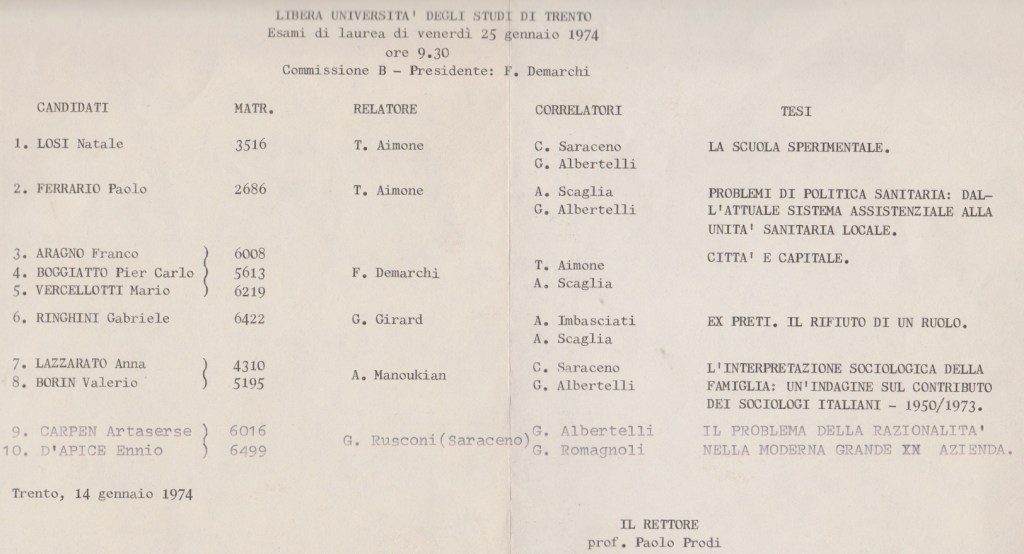 LIBERA UNIVERSITA' DEGLI STUDI DI TRENTO
Esami di laurea di venerdì 25 gennaio 1974
ore 9.30
Commissione B - Presidente: F. Demarchi
CANDIDATI MATR. RELATORE CORRELATORI TESI
1. LOSI Natale 3516 T. Aimone C. Saraceno LA SCUOLA SPERIMENTALE.
G. Albertelli
2. FERRARIO Paolo 2686 T. Aimone A. Scaglia PROBLEMI DI POLITICA SANITARIA: DAL-
G. Albertelli L'ATTUALE SISTEMA ASSISTENZIALE ALLA
UNITA' SANITARIA LOCALE.
3. ARAGNO Franco ) 6008 CITTA' E CAPITALE.
4. BOGGIATTO Pier Carlo ) 5613 F. Demarchi T. Aimone
5. VERCELLOTTI Mario ) 6219 A. Scaglia
6. RINGHINI Gabriele 6422 G. Girard A. Imbasciati EX PRETI. IL RIFIUTO DI UN RUOLO.
A. Scaglia
7. LAZZARATO Anna ) 4310 A. Manoukian C. Saraceno L'INTERPRETAZIONE SOCIOLOGICA DELLA
8. BORIN Valerio ) 5195 G. Albertelli FAMIGLIA: UN'INDAGINE SUL CONTRIBUTO
DEI SOCIOLOGI ITALIANI - 1950/1973.
9. CARPEN Artaserse ) 6016 G. Rusconi(Saraceno) G. Albertelli IL PROBLEMA DELLA RAZIONALITA'
10. D'APICE Ennio ) 6499 G. Romagnoli NELLA MODERNA GRANDE XN AZIENDA.
Trento, 14 gennaio 1974
IL RETTORE
prof. Paolo Prodi